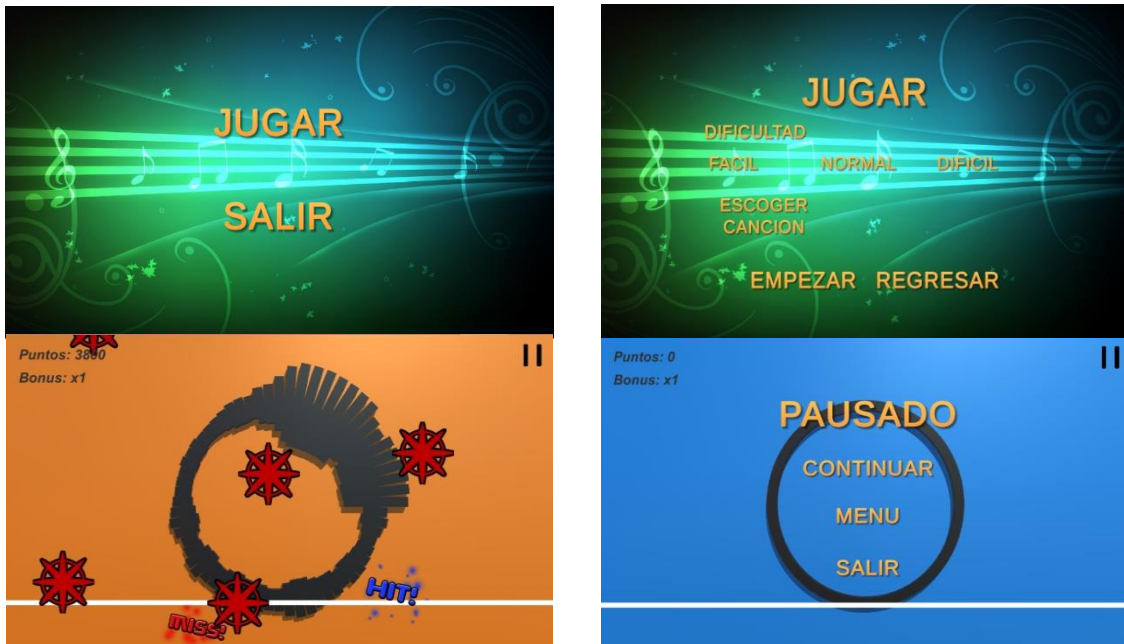 JUGAR
SALIR
JUGAR
DIFICULTAD
FACIL NORMAL DIFICIL
ESCOGER
CANCION
EMPEZAR REGRESAR
Puntos: 3800
Bonus: x1
HIT!
MISS!
Puntos: 0
Bonus: x1
PAUSADO
CONTINUAR
MENU
SALIR